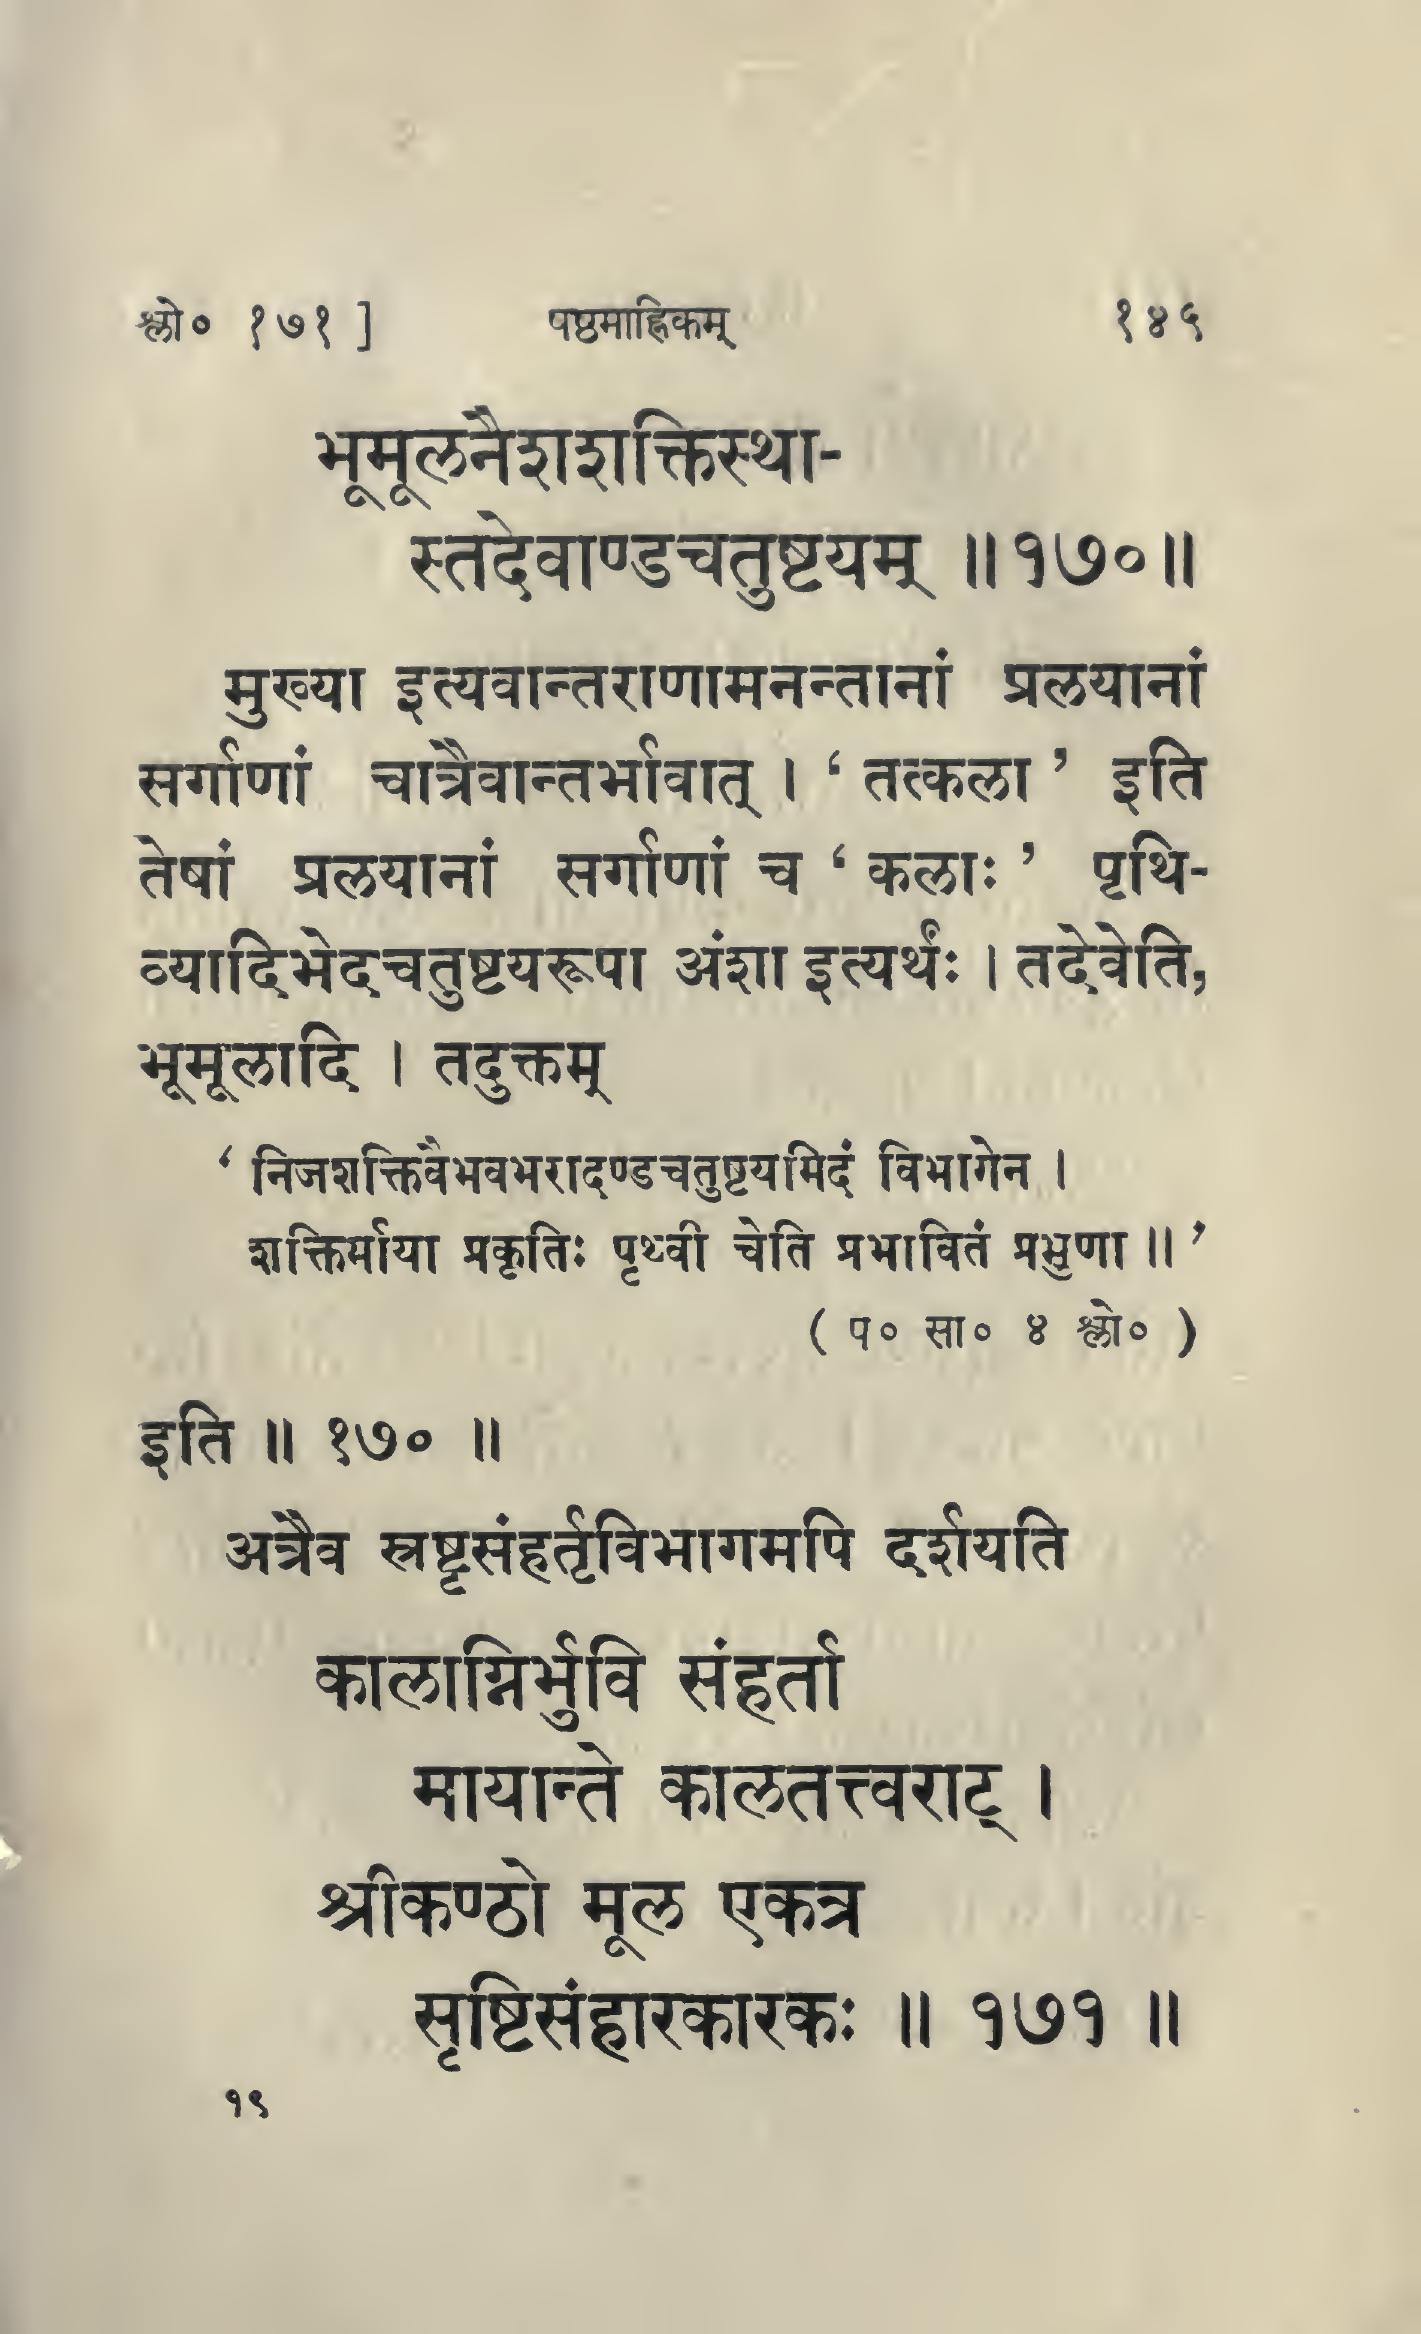 श्लो० १७१ ] षष्ठमाह्निकम् १४५
भूमूलनैशशक्तिस्था-
स्तदेवाण्डचतुष्टयम् ॥१७०॥
मुख्या इत्यवान्तराणामनन्तानां प्रलयानां
सर्गाणां चात्रैवान्तर्भावात् । ‘ तत्कला ’ इति
तेषां प्रलयानां सर्गाणां च ‘ कलाः ’ पृथि-
व्यादिभेदचतुष्टयरूपा अंशा इत्यर्थः । तदेवेति,
भूमूलादि । तदुक्तम्
‘ निजशक्तिवैभवभरादण्डचतुष्टयमिदं विभागेन ।
शक्तिर्माया प्रकृतिः पृथ्वी चेति प्रभावितं प्रभुणा ॥ ’
( प० सा० ४ श्लो० )
इति ॥ १७० ॥
अत्रैव स्रष्टृसंहर्तृविभागमपि दर्शयति
कालाग्निर्भुवि संहर्ता
मायान्ते कालतत्त्वराट् ।
श्रीकण्ठो मूल एकत्र
सृष्टिसंहारकारकः ॥ १७१ ॥
१९